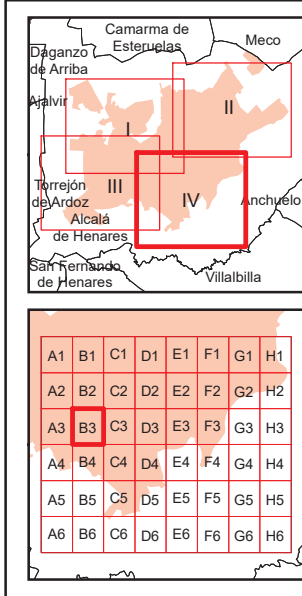 Camarma de
Esteruelas
Meco
Daganzo
de Arriba
Ajalvir
I
II
Torrejón
de Ardoz
III
IV
Anchuelo
Alcalá
de Henares
San Fernando
de Henares
Villalbilla
A1 B1 C1 D1 E1 F1 G1 H1
A2 B2 C2 D2 E2 F2 G2 H2
A3 B3 C3 D3 E3 F3 G3 H3
A4 B4 C4 D4 E4 F4 G4 H4
A5 B5 C5 D5 E5 F5 G5 H5
A6 B6 C6 D6 E6 F6 G6 H6